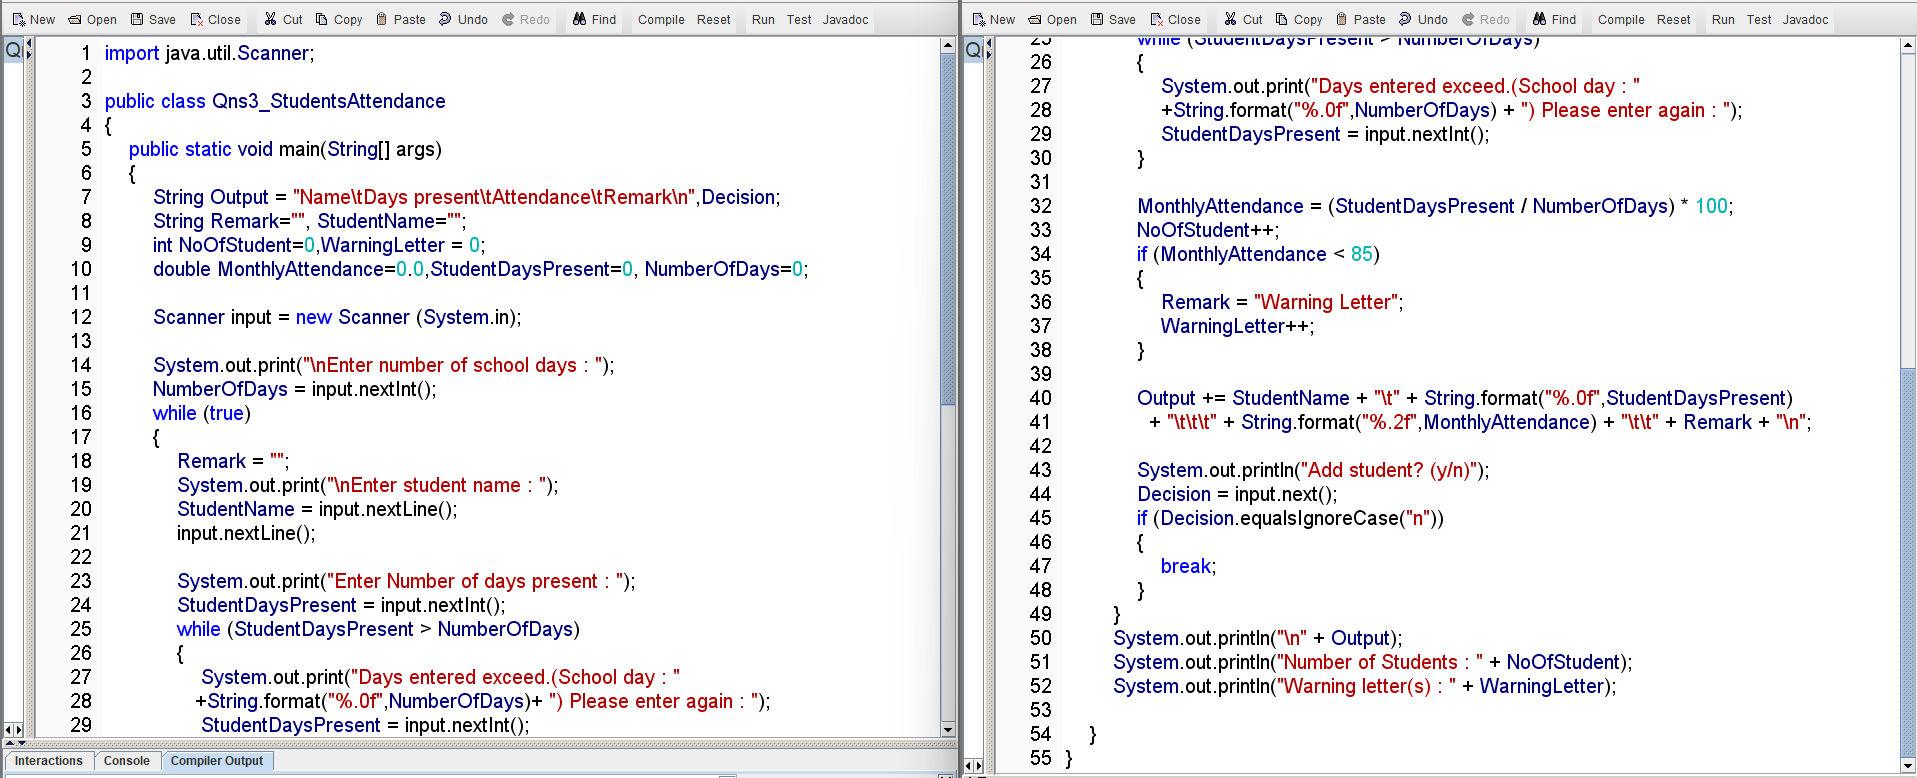 New Open Save Close Cut Copy Paste Undo Redo Find Compile Reset Run Test Javadoc
1 import java.util.Scanner;
2
3 public class Qns3_StudentsAttendance
4 {
5 public static void main(String[] args)
6 {
7 String Output = "Name\tDays present\tAttendance\tRemark\n",Decision;
8 String Remark="", StudentName="";
9 int NoOfStudent=0,WarningLetter = 0;
10 double MonthlyAttendance=0.0,StudentDaysPresent=0, NumberOfDays=0;
11
12 Scanner input = new Scanner (System.in);
13
14 System.out.print("\nEnter number of school days : ");
15 NumberOfDays = input.nextInt();
16 while (true)
17 {
18 Remark = "";
19 System.out.print("\nEnter student name : ");
20 StudentName = input.nextLine();
21 input.nextLine();
22
23 System.out.print("Enter Number of days present : ");
24 StudentDaysPresent = input.nextInt();
25 while (StudentDaysPresent > NumberOfDays)
26 {
27 System.out.print("Days entered exceed.(School day : "
28 +String.format("%.0f",NumberOfDays)+ ") Please enter again : ");
29 StudentDaysPresent = input.nextInt();
Interactions Console Compiler Output
New Open Save Close Cut Copy Paste Undo Redo Find Compile Reset Run Test Javadoc
25 while (StudentDaysPresent > NumberOfDays)
26 {
27 System.out.print("Days entered exceed.(School day : "
28 +String.format("%.0f",NumberOfDays) + ") Please enter again : ");
29 StudentDaysPresent = input.nextInt();
30 }
31
32 MonthlyAttendance = (StudentDaysPresent / NumberOfDays) * 100;
33 NoOfStudent++;
34 if (MonthlyAttendance < 85)
35 {
36 Remark = "Warning Letter";
37 WarningLetter++;
38 }
39
40 Output += StudentName + "\t" + String.format("%.0f",StudentDaysPresent)
41 + "\t\t\t" + String.format("%.2f",MonthlyAttendance) + "\t\t" + Remark + "\n";
42
43 System.out.println("Add student? (y/n)");
44 Decision = input.next();
45 if (Decision.equalsIgnoreCase("n"))
46 {
47 break;
48 }
49 }
50 System.out.println("\n" + Output);
51 System.out.println("Number of Students : " + NoOfStudent);
52 System.out.println("Warning letter(s) : " + WarningLetter);
53
54 }
55 }